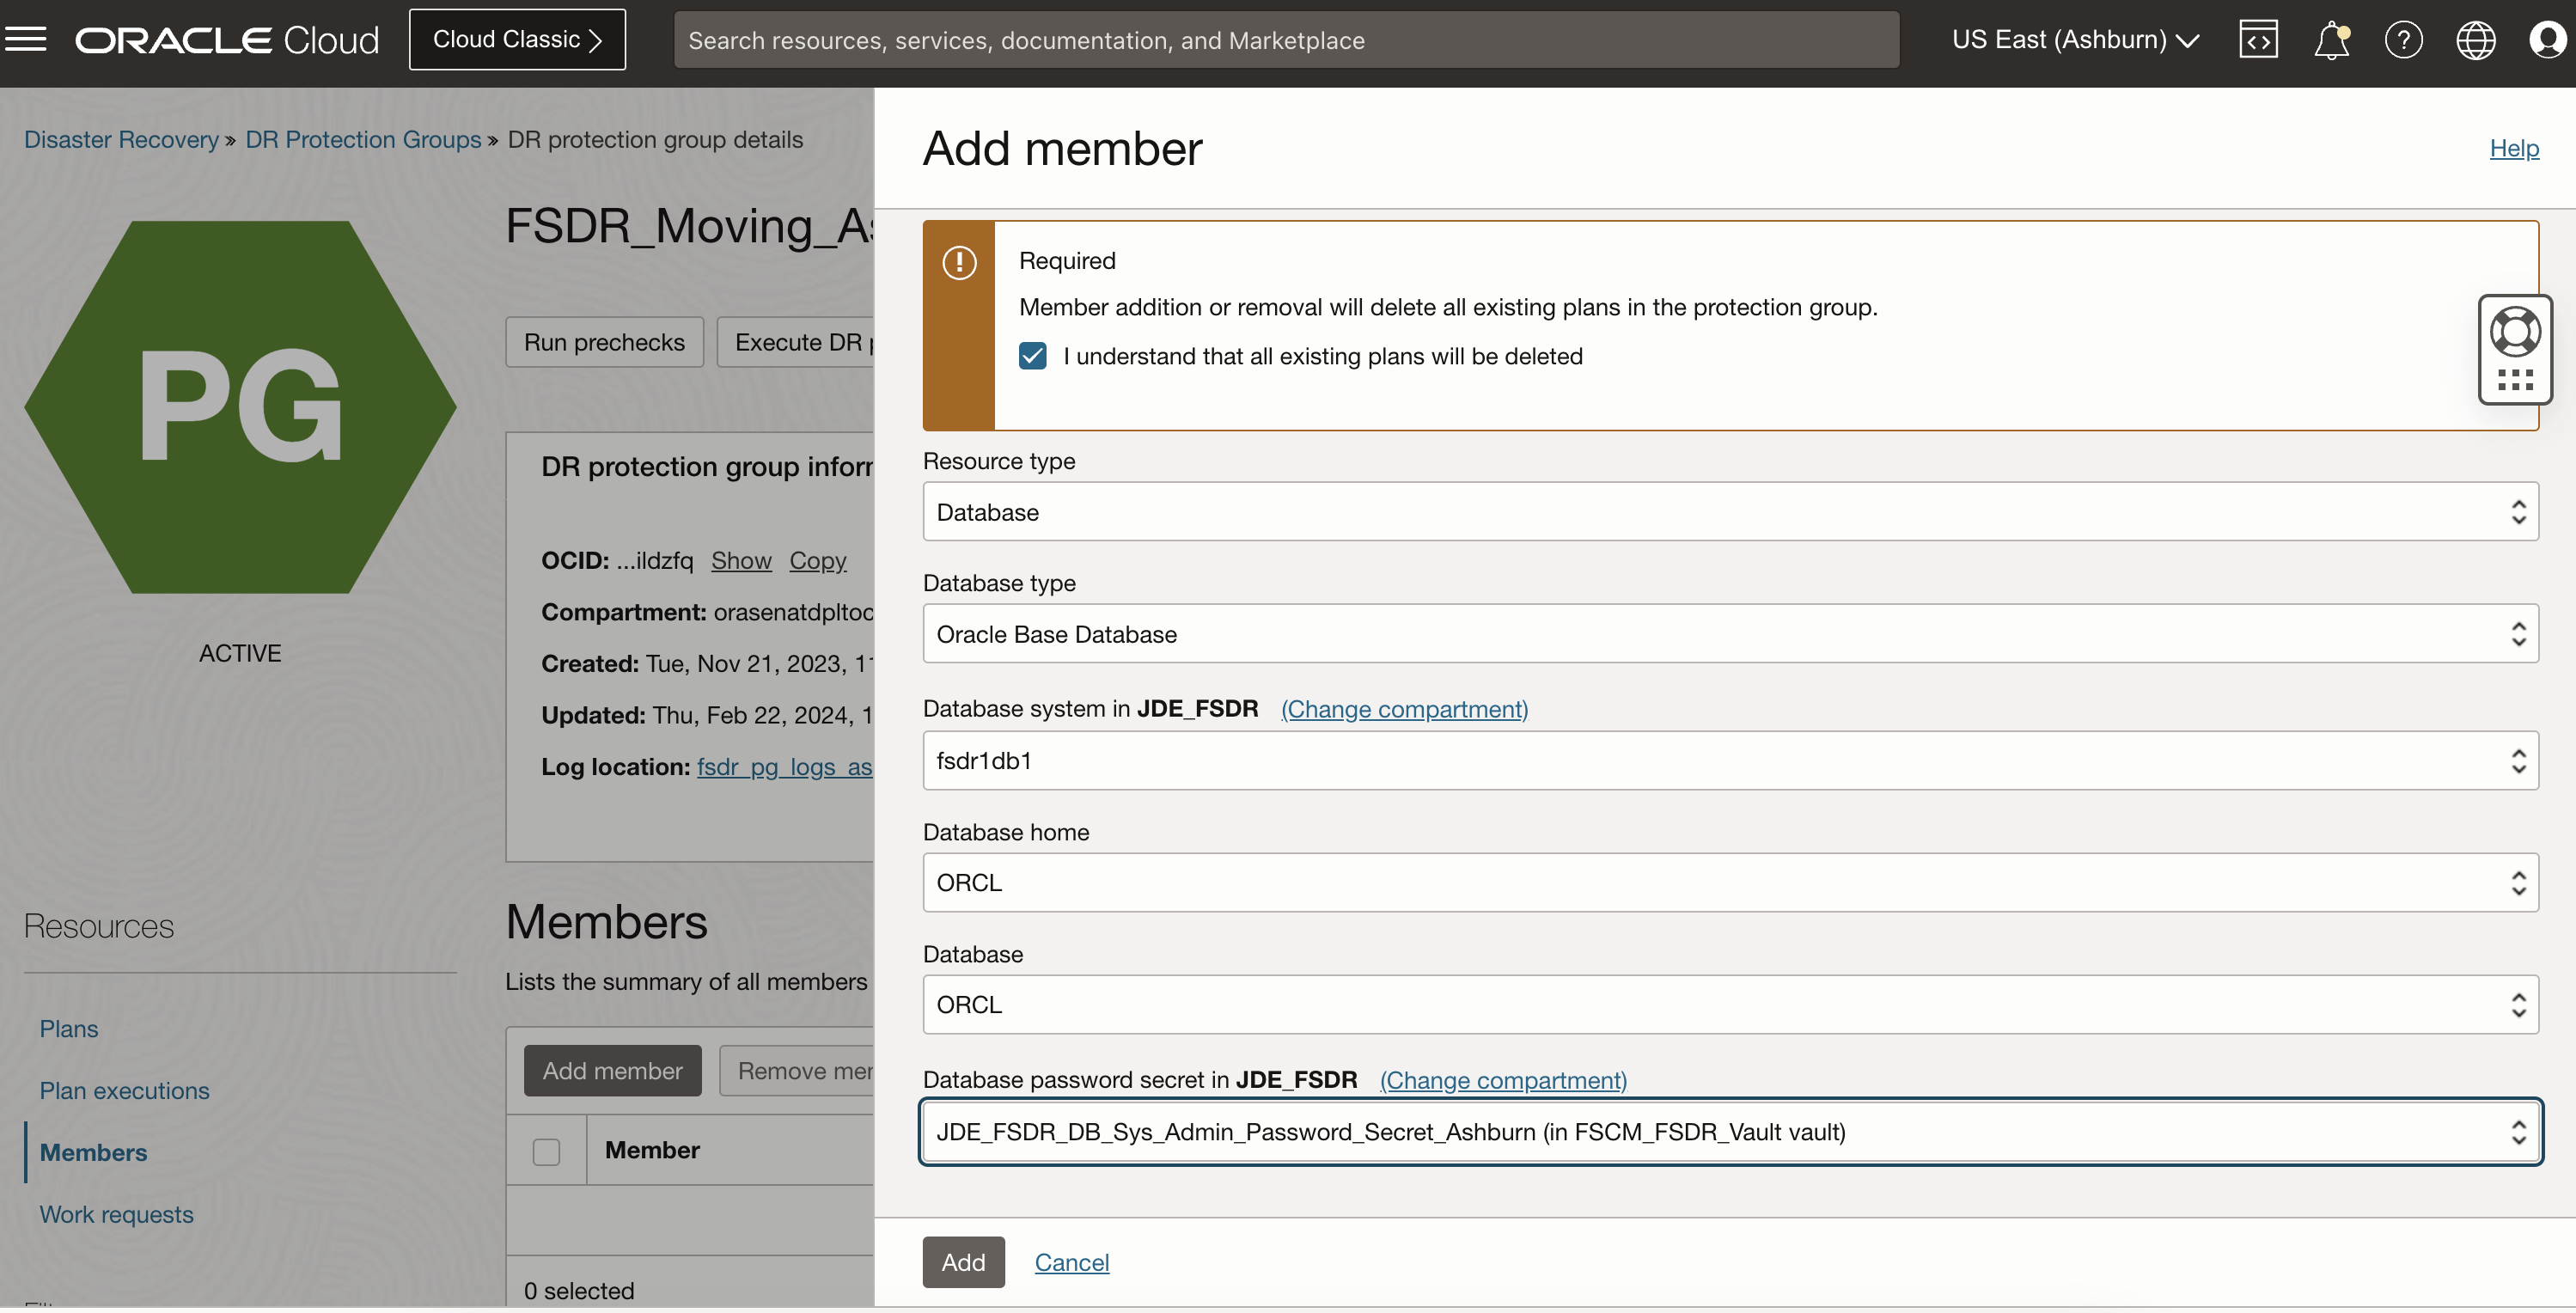 ORACLE Cloud
Cloud Classic
Search resources, services, documentation, and Marketplace
US East (Ashburn)
Disaster Recovery » DR Protection Groups » DR protection group details
PG
ACTIVE
FSDR_Moving_As
Run prechecks
Execute DR p
DR protection group inforr
OCID: ...ildzfq Show Copy
Compartment: orasenatdpltoc
Created: Tue, Nov 21, 2023, 11
Updated: Thu, Feb 22, 2024, 1
Log location: fsdr_pg_logs_as
Resources
Plans
Plan executions
Members
Work requests
Members
Lists the summary of all members
Add member
Remove mer
Member
0 selected
Add member
Help
Required
Member addition or removal will delete all existing plans in the protection group.
I understand that all existing plans will be deleted
Resource type
Database
Database type
Oracle Base Database
Database system in JDE_FSDR (Change compartment)
fsdr1db1
Database home
ORCL
Database
ORCL
Database password secret in JDE_FSDR (Change compartment)
JDE_FSDR_DB_Sys_Admin_Password_Secret_Ashburn (in FSCM_FSDR_Vault vault)
Add
Cancel